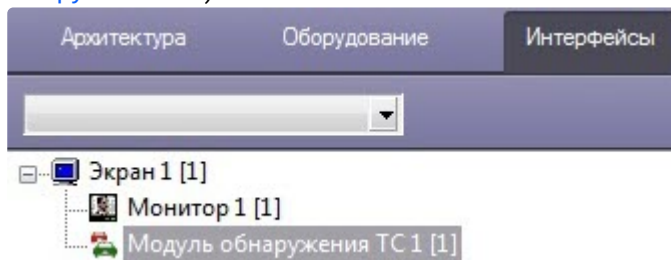 Архитектура Оборудование Интерфейсы
Экран 1 [1]
Монитор 1 [1]
Модуль обнаружения ТС 1 [1]